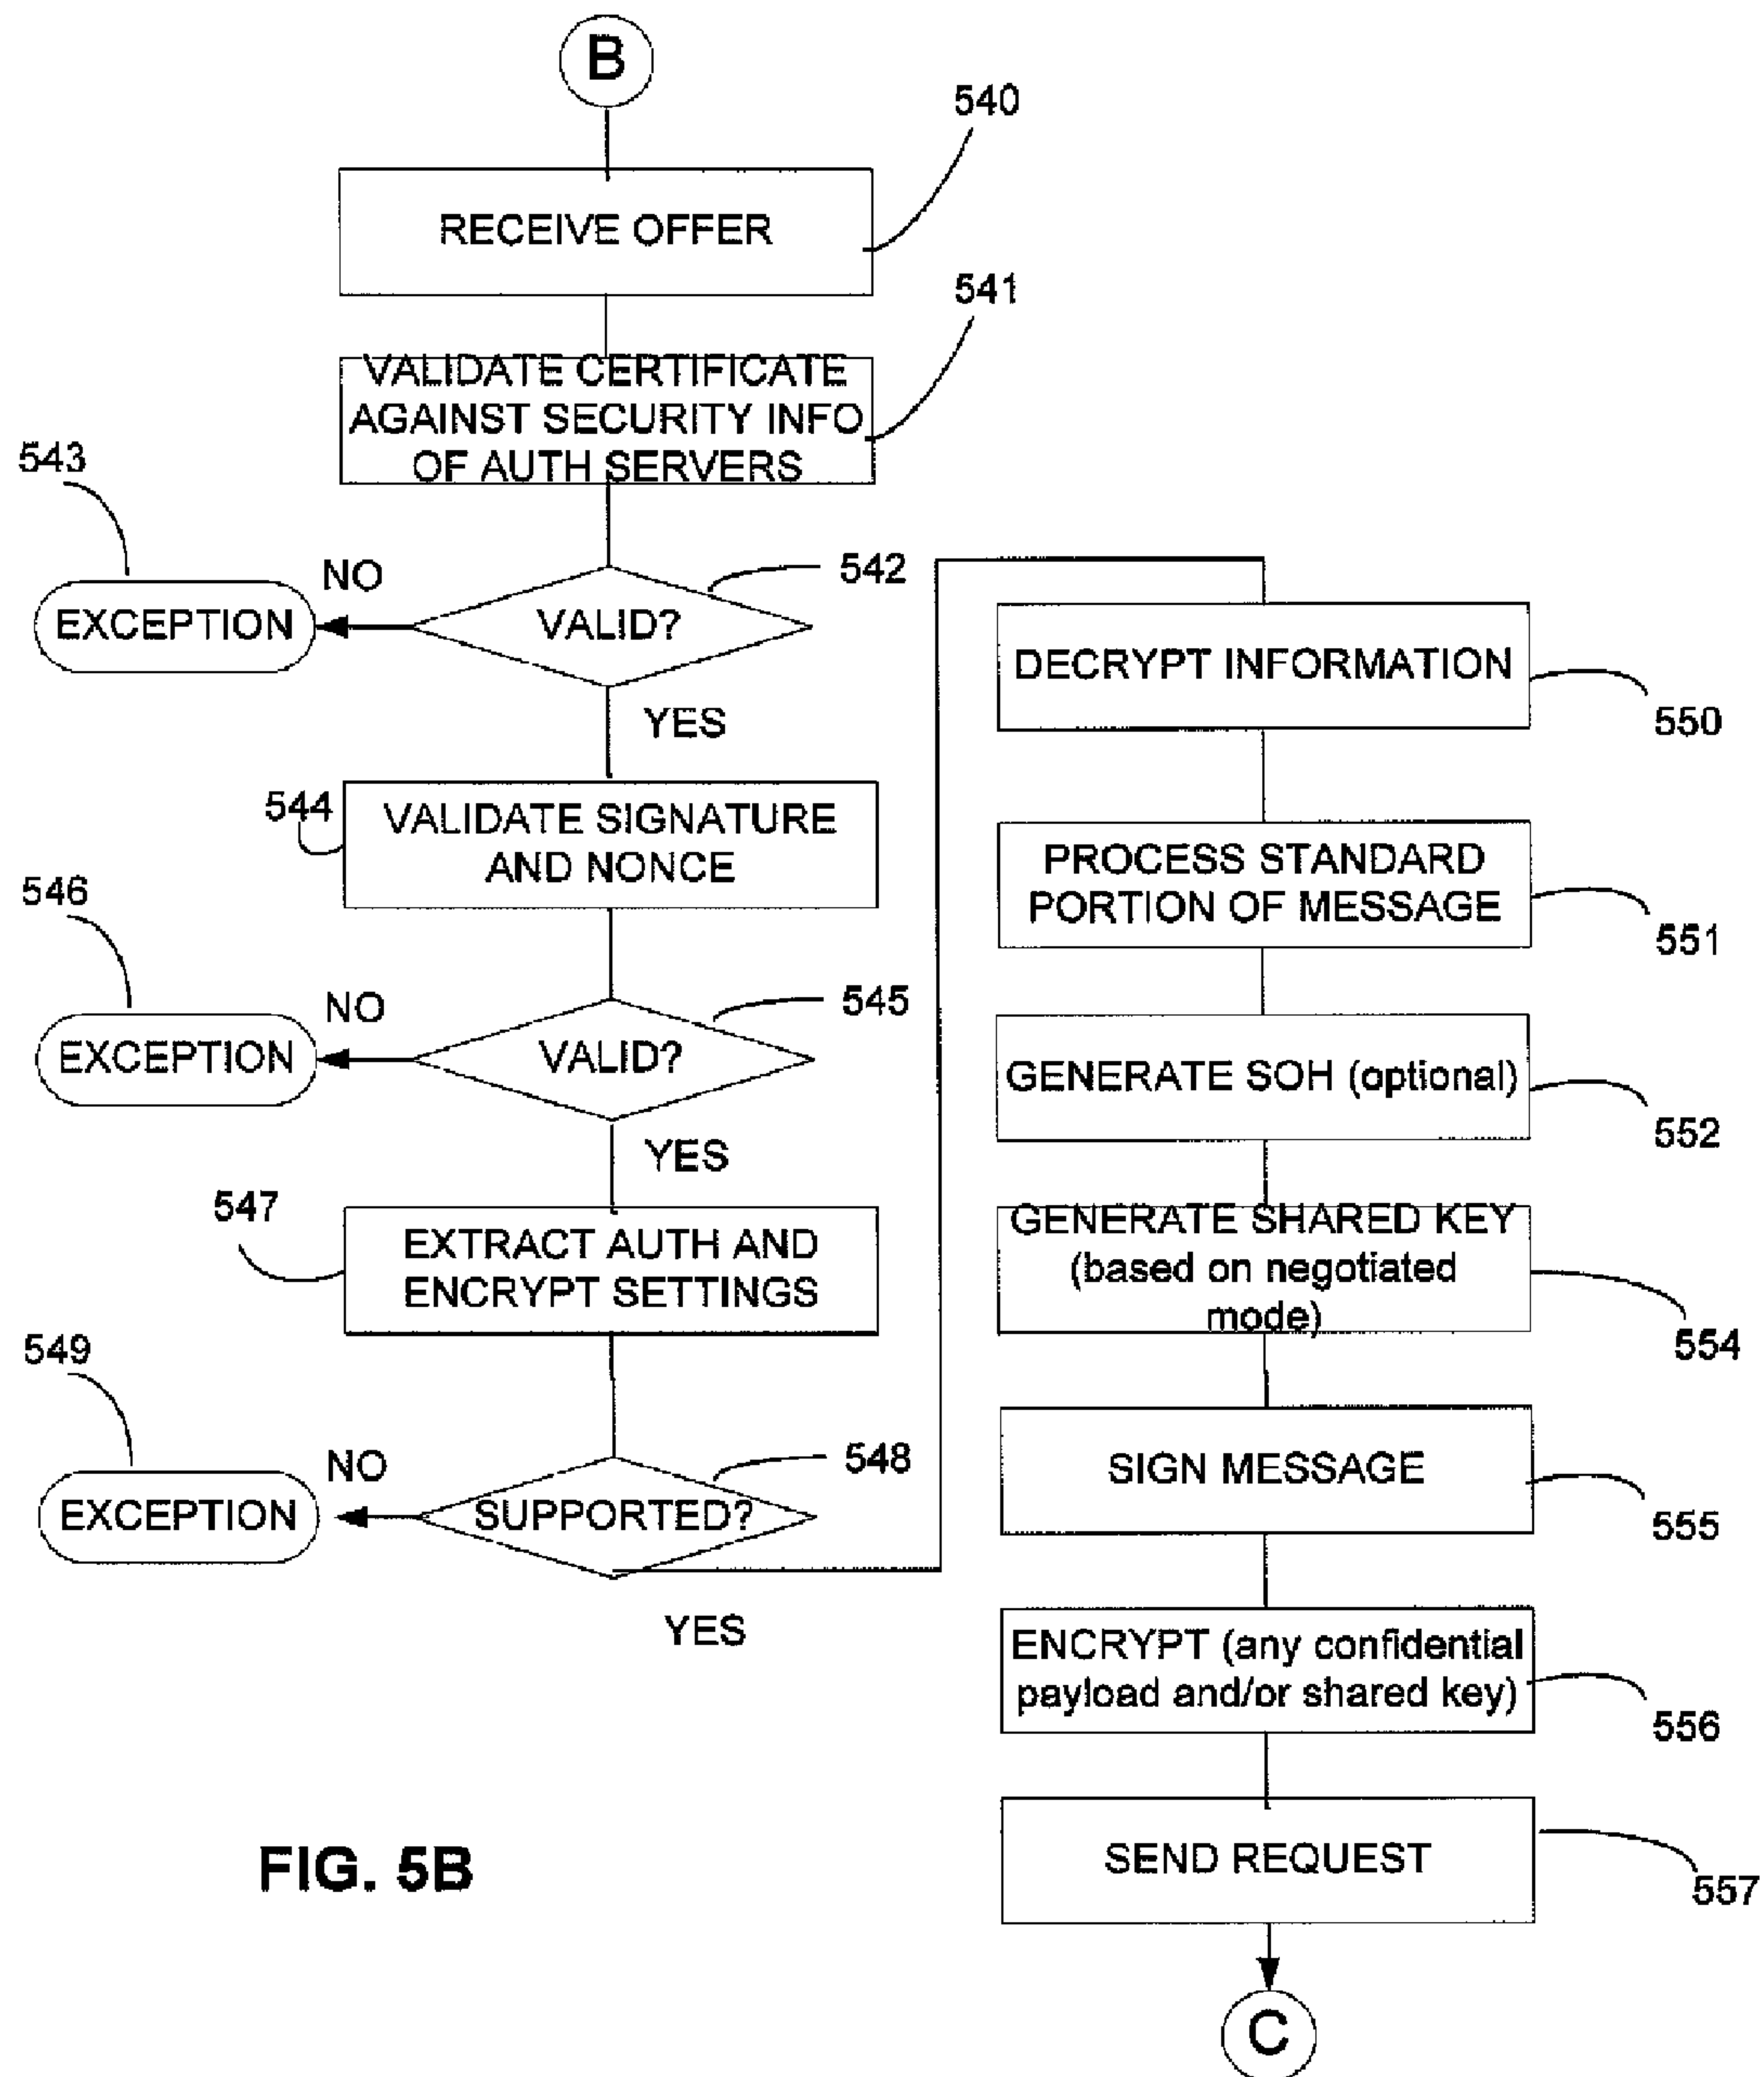 B
540
RECEIVE OFFER
541
VALIDATE CERTIFICATE
AGAINST SECURITY INFO
OF AUTH SERVERS
543
NO
542
EXCEPTION
VALID?
YES
544
VALIDATE SIGNATURE
AND NONCE
546
NO
545
EXCEPTION
VALID?
YES
547
EXTRACT AUTH AND
ENCRYPT SETTINGS
549
NO
548
EXCEPTION
SUPPORTED?
YES
DECRYPT INFORMATION
550
PROCESS STANDARD
PORTION OF MESSAGE
551
GENERATE SOH (optional)
552
GENERATE SHARED KEY
(based on negotiated
mode)
554
SIGN MESSAGE
555
ENCRYPT (any confidential
payload and/or shared key)
556
SEND REQUEST
557
C
FIG. 5B